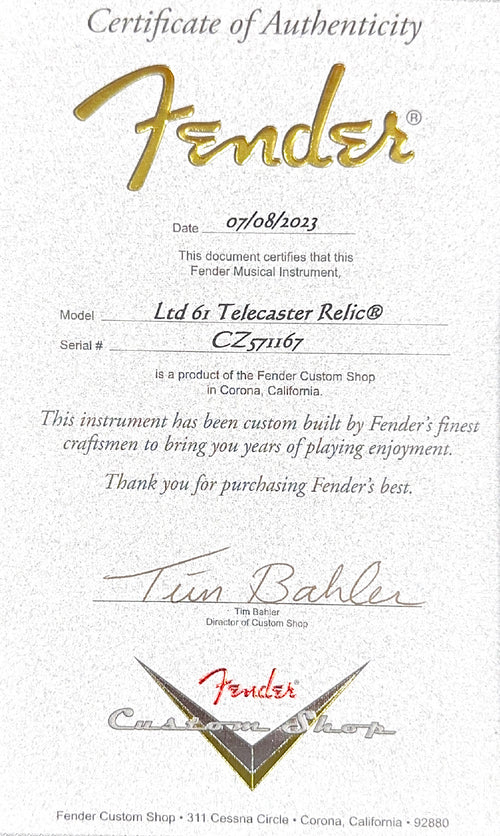 Certificate of Authenticity
Fender®
Date 07/08/2023
This document certifies that this
Fender Musical Instrument,
Model Ltd 61 Telecaster Relic®
Serial # CZ571167
is a product of the Fender Custom Shop
in Corona, California.
This instrument has been custom built by Fender's finest
craftsmen to bring you years of playing enjoyment.
Thank you for purchasing Fender's best.
Tim Bahler
Tim Bahler
Director of Custom Shop
Fender®
Custom Shop
Fender Custom Shop • 311 Cessna Circle • Corona, California • 92880